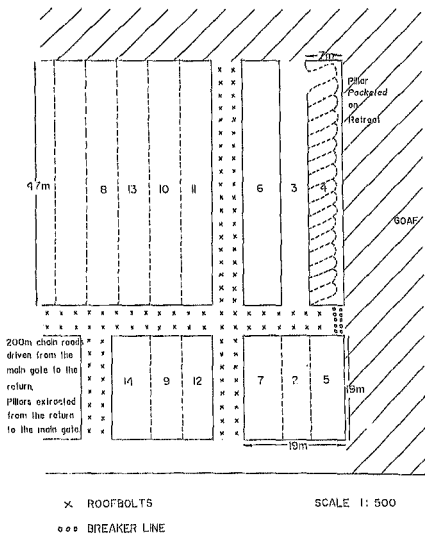 7m
Pillar
Pocketed
on
Retreat
47m
8 13 10 11 6 3 4
GOAF
200m chain roads
driven from the
main gate to the
return.
Pillars extracted
from the return
to the main gate.
14 9 12 7 2 5
19m
19m
x ROOFBOLTS SCALE 1: 500
ooo BREAKER LINE